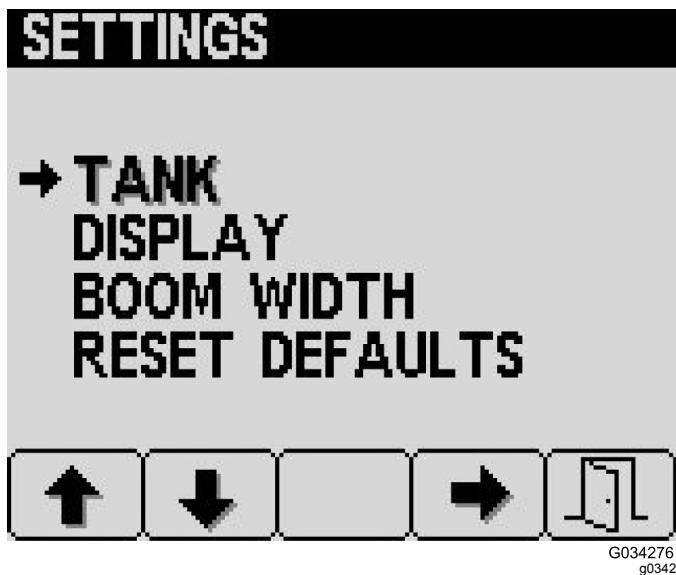 SETTINGS
TANK
DISPLAY
BOOM WIDTH
RESET DEFAULTS
G034276
g0342